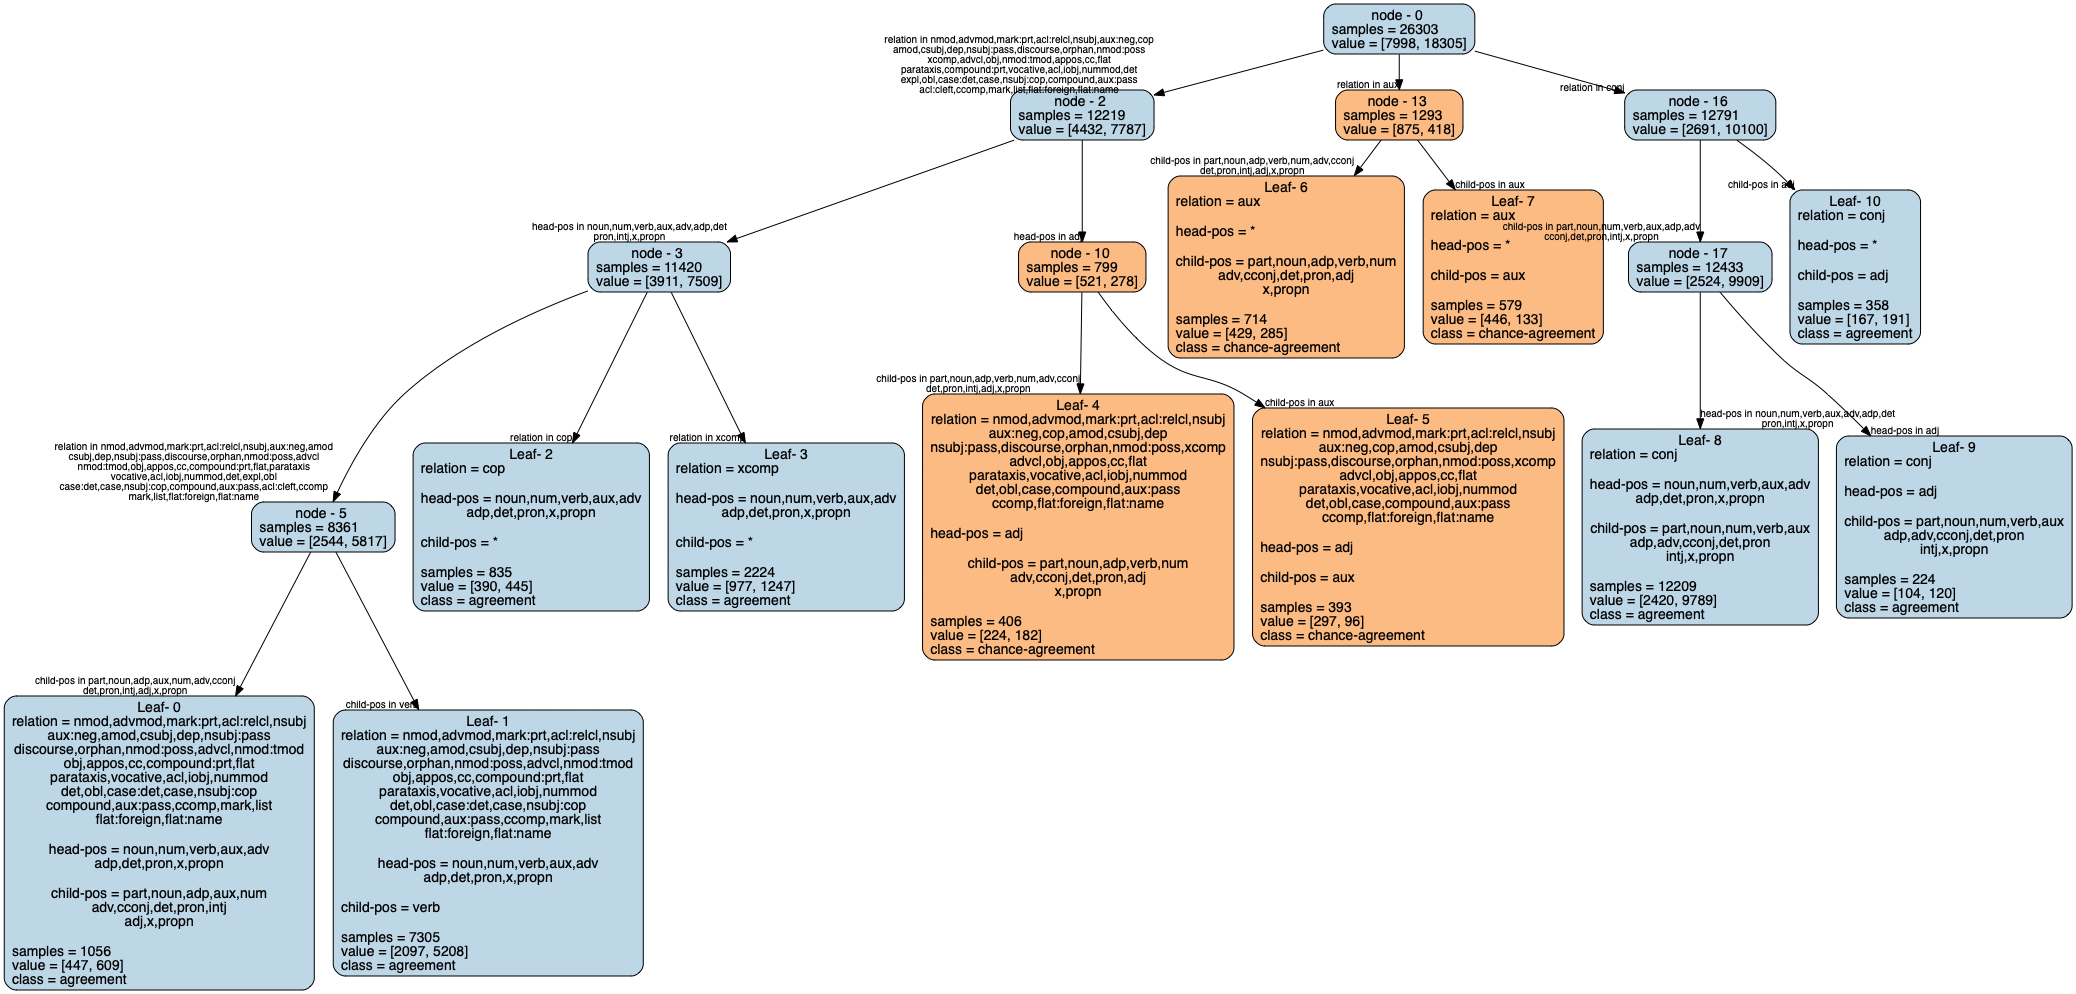 node - 0
samples = 26303
value = [7998, 18305]
relation in nmod,advmod,mark:prt,acl:relcl,nsubj,aux:neg,cop
amod,csubj,dep,nsubj:pass,discourse,orphan,nmod:poss
xcomp,advcl,obj,nmod:tmod,appos,cc,flat
parataxis,compound:prt,vocative,acl,iobj,nummod,det
expl,obl,case:det,case,nsubj:cop,compound,aux:pass
acl:cleft,ccomp,mark,list,flat:foreign,flat:name
node - 2
samples = 12219
value = [4432, 7787]
relation in aux
node - 13
samples = 1293
value = [875, 418]
relation in conj
node - 16
samples = 12791
value = [2691, 10100]
head-pos in noun,num,verb,aux,adv,adp,det
pron,intj,x,propn
node - 3
samples = 11420
value = [3911, 7509]
head-pos in adj
node - 10
samples = 799
value = [521, 278]
child-pos in part,noun,adp,verb,num,adv,cconj
det,pron,intj,adj,x,propn
Leaf- 6
relation = aux
head-pos = *
child-pos = part,noun,adp,verb,num
adv,cconj,det,pron,adj
x,propn
samples = 714
value = [429, 285]
class = chance-agreement
child-pos in aux
Leaf- 7
relation = aux
head-pos = *
child-pos = aux
samples = 579
value = [446, 133]
class = chance-agreement
child-pos in part,noun,num,verb,aux,adp,adv
cconj,det,pron,intj,x,propn
node - 17
samples = 12433
value = [2524, 9909]
child-pos in adj
Leaf- 10
relation = conj
head-pos = *
child-pos = adj
samples = 358
value = [167, 191]
class = agreement
relation in nmod,advmod,mark:prt,acl:relcl,nsubj,aux:neg,amod
csubj,dep,nsubj:pass,discourse,orphan,nmod:poss,advcl
nmod:tmod,obj,appos,cc,compound:prt,flat,parataxis
vocative,acl,iobj,nummod,det,expl,obl
case:det,case,nsubj:cop,compound,aux:pass,acl:cleft,ccomp
mark,list,flat:foreign,flat:name
node - 5
samples = 8361
value = [2544, 5817]
relation in cop
Leaf- 2
relation = cop
head-pos = noun,num,verb,aux,adv
adp,det,pron,x,propn
child-pos = *
samples = 835
value = [390, 445]
class = agreement
relation in xcomp
Leaf- 3
relation = xcomp
head-pos = noun,num,verb,aux,adv
adp,det,pron,x,propn
child-pos = *
samples = 2224
value = [977, 1247]
class = agreement
child-pos in part,noun,adp,verb,num,adv,cconj
det,pron,intj,adj,x,propn
Leaf- 4
relation = nmod,advmod,mark:prt,acl:relcl,nsubj
aux:neg,cop,amod,csubj,dep
nsubj:pass,discourse,orphan,nmod:poss,xcomp
advcl,obj,appos,cc,flat
parataxis,vocative,acl,iobj,nummod
det,obl,case,compound,aux:pass
ccomp,flat:foreign,flat:name
head-pos = adj
child-pos = part,noun,adp,verb,num
adv,cconj,det,pron,adj
x,propn
samples = 406
value = [224, 182]
class = chance-agreement
child-pos in aux
Leaf- 5
relation = nmod,advmod,mark:prt,acl:relcl,nsubj
aux:neg,cop,amod,csubj,dep
nsubj:pass,discourse,orphan,nmod:poss,xcomp
advcl,obj,appos,cc,flat
parataxis,vocative,acl,iobj,nummod
det,obl,case,compound,aux:pass
ccomp,flat:foreign,flat:name
head-pos = adj
child-pos = aux
samples = 393
value = [297, 96]
class = chance-agreement
head-pos in noun,num,verb,aux,adv,adp,det
pron,intj,x,propn
Leaf- 8
relation = conj
head-pos = noun,num,verb,aux,adv
adp,det,pron,x,propn
child-pos = part,noun,num,verb,aux
adp,adv,cconj,det,pron
intj,x,propn
samples = 12209
value = [2420, 9789]
class = agreement
head-pos in adj
Leaf- 9
relation = conj
head-pos = adj
child-pos = part,noun,num,verb,aux
adp,adv,cconj,det,pron
intj,x,propn
samples = 224
value = [104, 120]
class = agreement
child-pos in part,noun,adp,aux,num,adv,cconj
det,pron,intj,adj,x,propn
Leaf- 0
relation = nmod,advmod,mark:prt,acl:relcl,nsubj
aux:neg,amod,csubj,dep,nsubj:pass
discourse,orphan,nmod:poss,advcl,nmod:tmod
obj,appos,cc,compound:prt,flat
parataxis,vocative,acl,iobj,nummod
det,obl,case:det,case,nsubj:cop
compound,aux:pass,ccomp,mark,list
flat:foreign,flat:name
head-pos = noun,num,verb,aux,adv
adp,det,pron,x,propn
child-pos = part,noun,adp,aux,num
adv,cconj,det,pron,intj
adj,x,propn
samples = 1056
value = [447, 609]
class = agreement
child-pos in verb
Leaf- 1
relation = nmod,advmod,mark:prt,acl:relcl,nsubj
aux:neg,amod,csubj,dep,nsubj:pass
discourse,orphan,nmod:poss,advcl,nmod:tmod
obj,appos,cc,compound:prt,flat
parataxis,vocative,acl,iobj,nummod
det,obl,case:det,case,nsubj:cop
compound,aux:pass,ccomp,mark,list
flat:foreign,flat:name
head-pos = noun,num,verb,aux,adv
adp,det,pron,x,propn
child-pos = verb
samples = 7305
value = [2097, 5208]
class = agreement